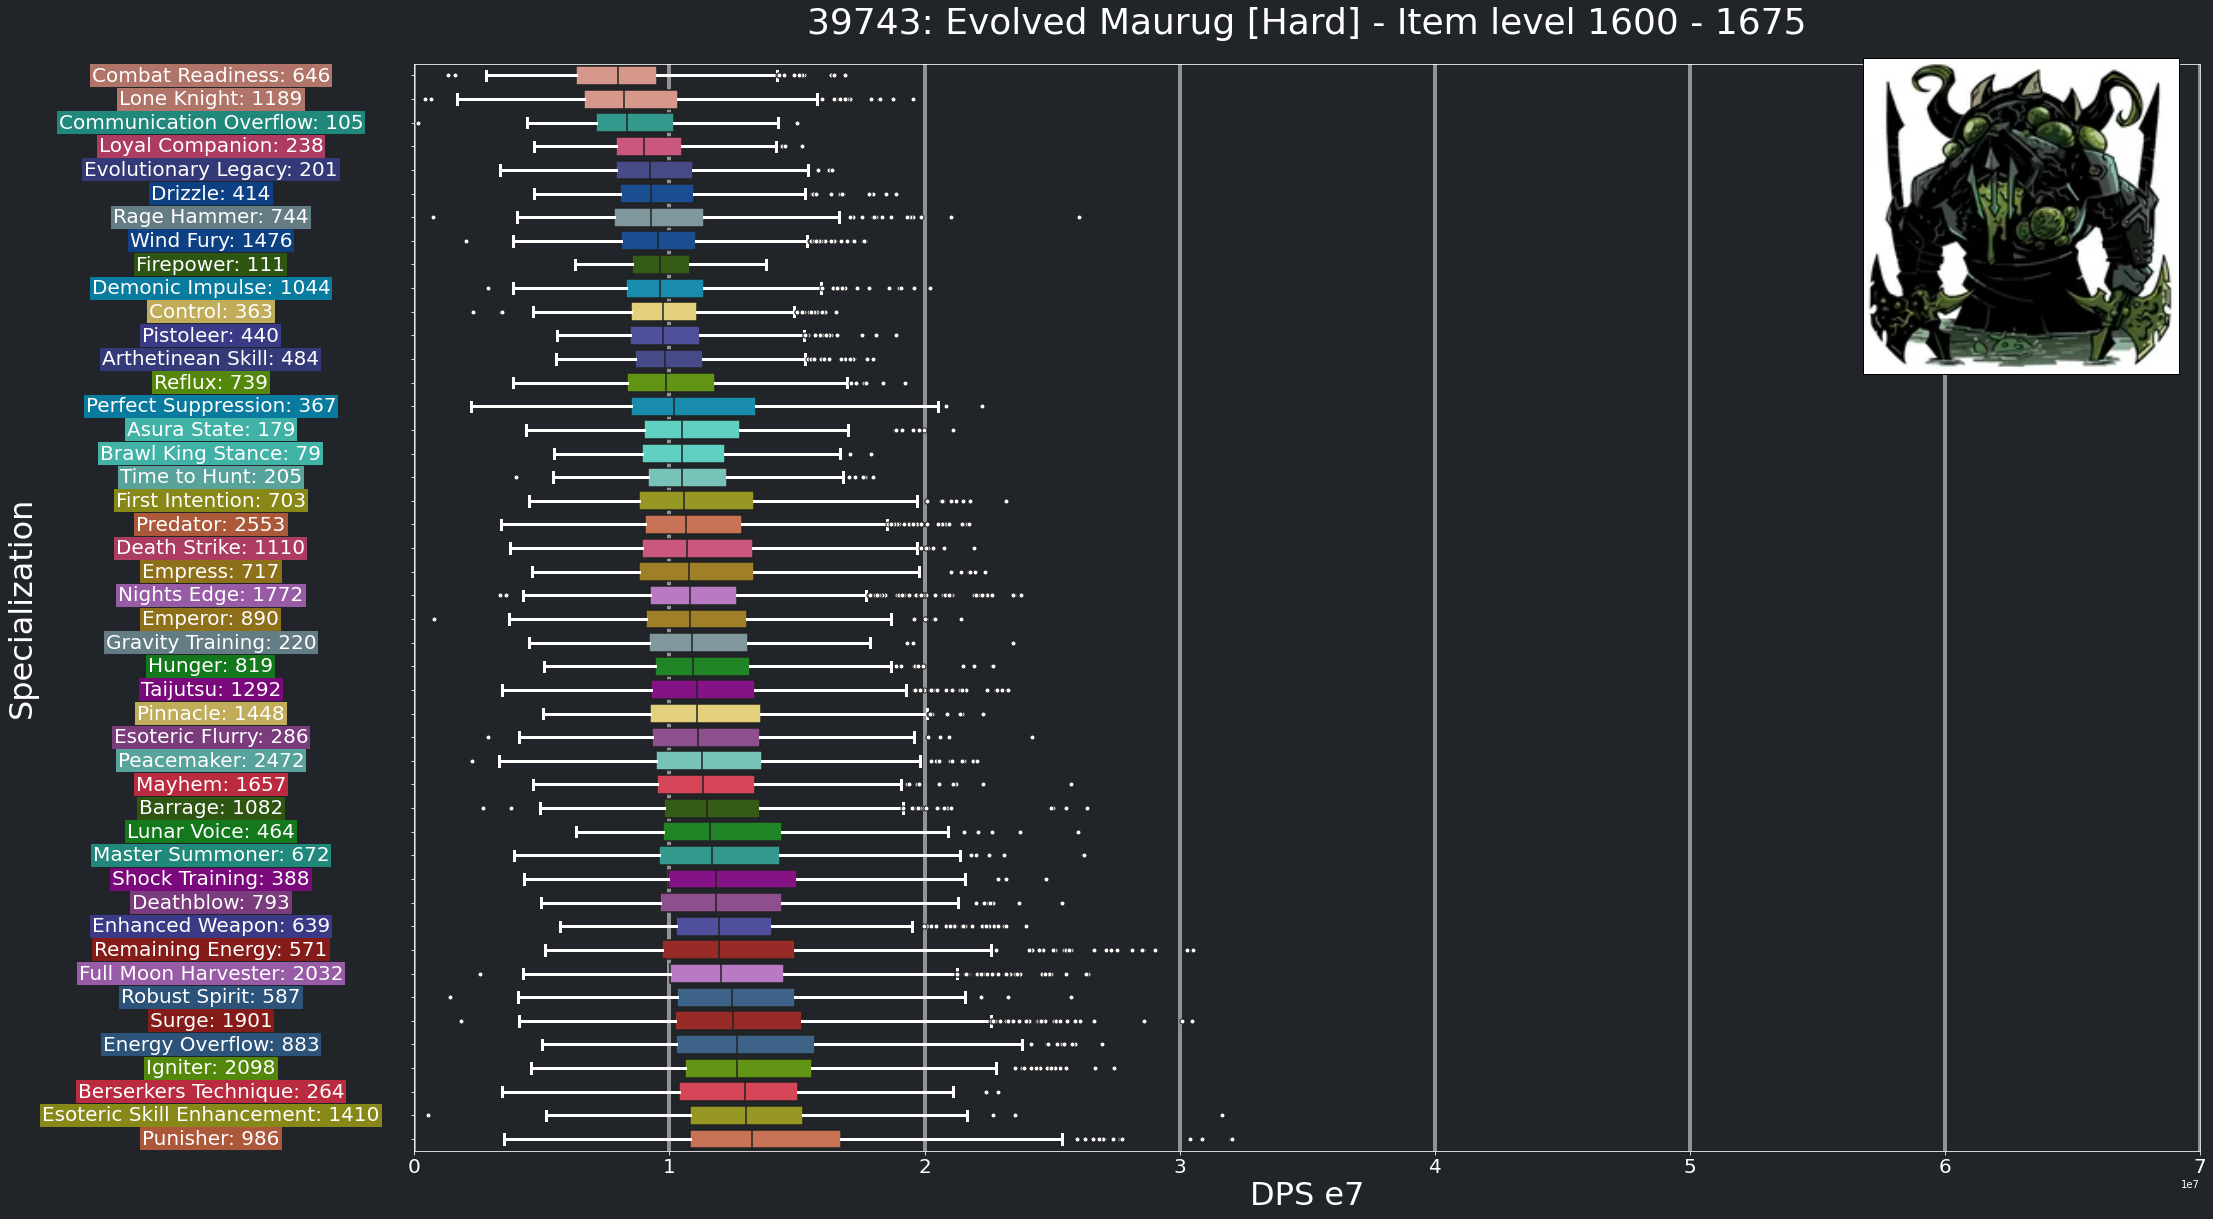 39743: Evolved Maurug [Hard] - Item level 1600 - 1675
Specialization
Combat Readiness: 646
Lone Knight: 1189
Communication Overflow: 105
Loyal Companion: 238
Evolutionary Legacy: 201
Drizzle: 414
Rage Hammer: 744
Wind Fury: 1476
Firepower: 111
Demonic Impulse: 1044
Control: 363
Pistoleer: 440
Arthetinean Skill: 484
Reflux: 739
Perfect Suppression: 367
Asura State: 179
Brawl King Stance: 79
Time to Hunt: 205
First Intention: 703
Predator: 2553
Death Strike: 1110
Empress: 717
Nights Edge: 1772
Emperor: 890
Gravity Training: 220
Hunger: 819
Taijutsu: 1292
Pinnacle: 1448
Esoteric Flurry: 286
Peacemaker: 2472
Mayhem: 1657
Barrage: 1082
Lunar Voice: 464
Master Summoner: 672
Shock Training: 388
Deathblow: 793
Enhanced Weapon: 639
Remaining Energy: 571
Full Moon Harvester: 2032
Robust Spirit: 587
Surge: 1901
Energy Overflow: 883
Igniter: 2098
Berserkers Technique: 264
Esoteric Skill Enhancement: 1410
Punisher: 986
0 1 2 3 4 5 6 7
1e7
DPS e7